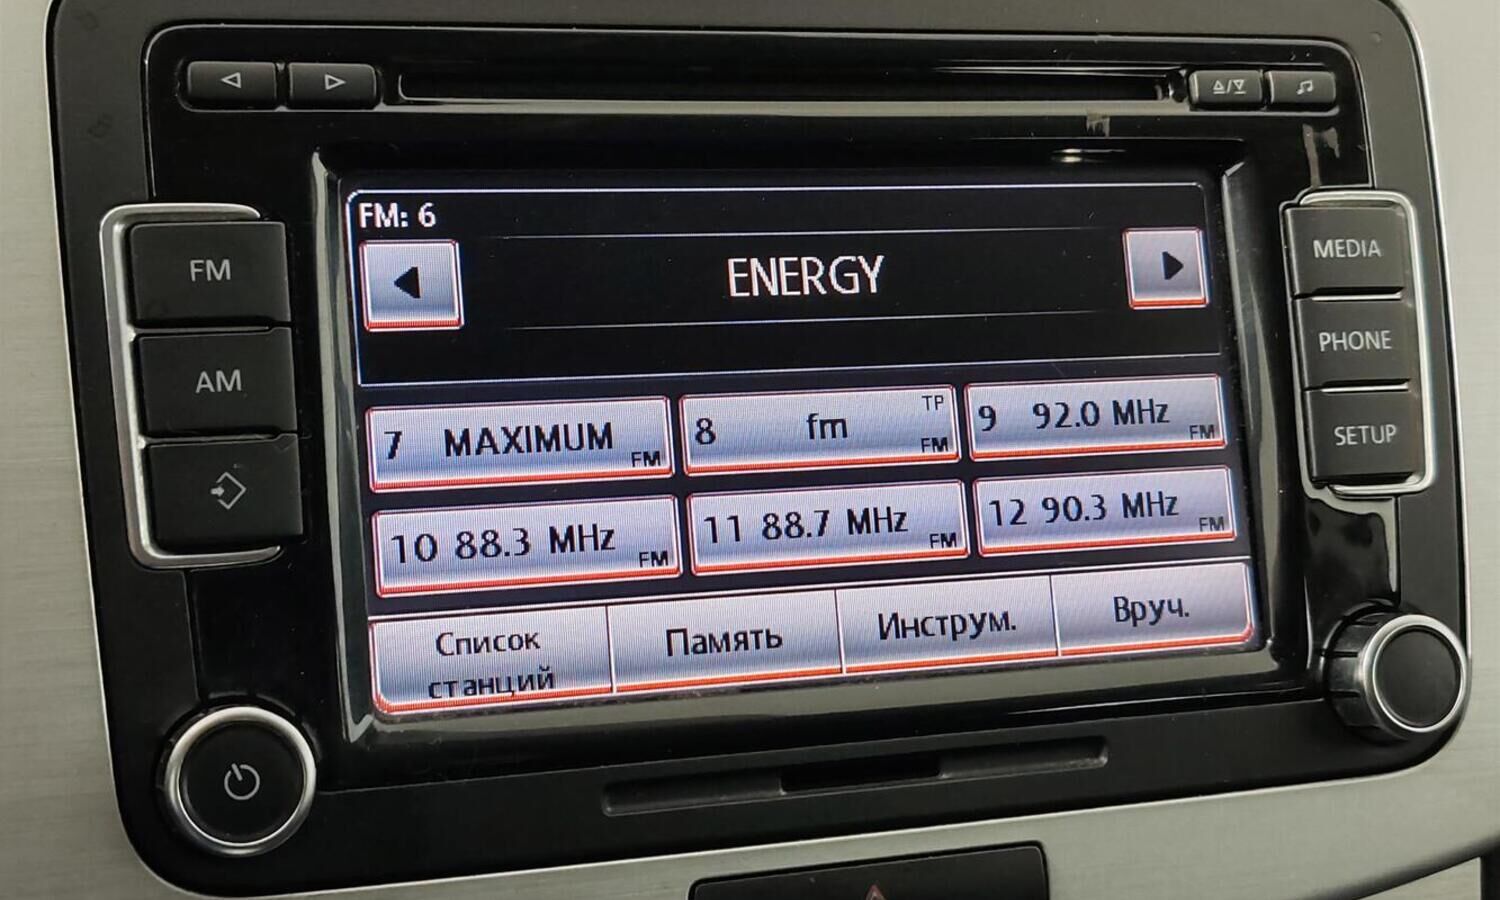 FM: 6
ENERGY
FM
MEDIA
AM
PHONE
SETUP
7 MAXIMUM FM
8 fm TP FM
9 92.0 MHz FM
10 88.3 MHz FM
11 88.7 MHz FM
12 90.3 MHz FM
Список
станций
Память
Инструм.
Вруч.